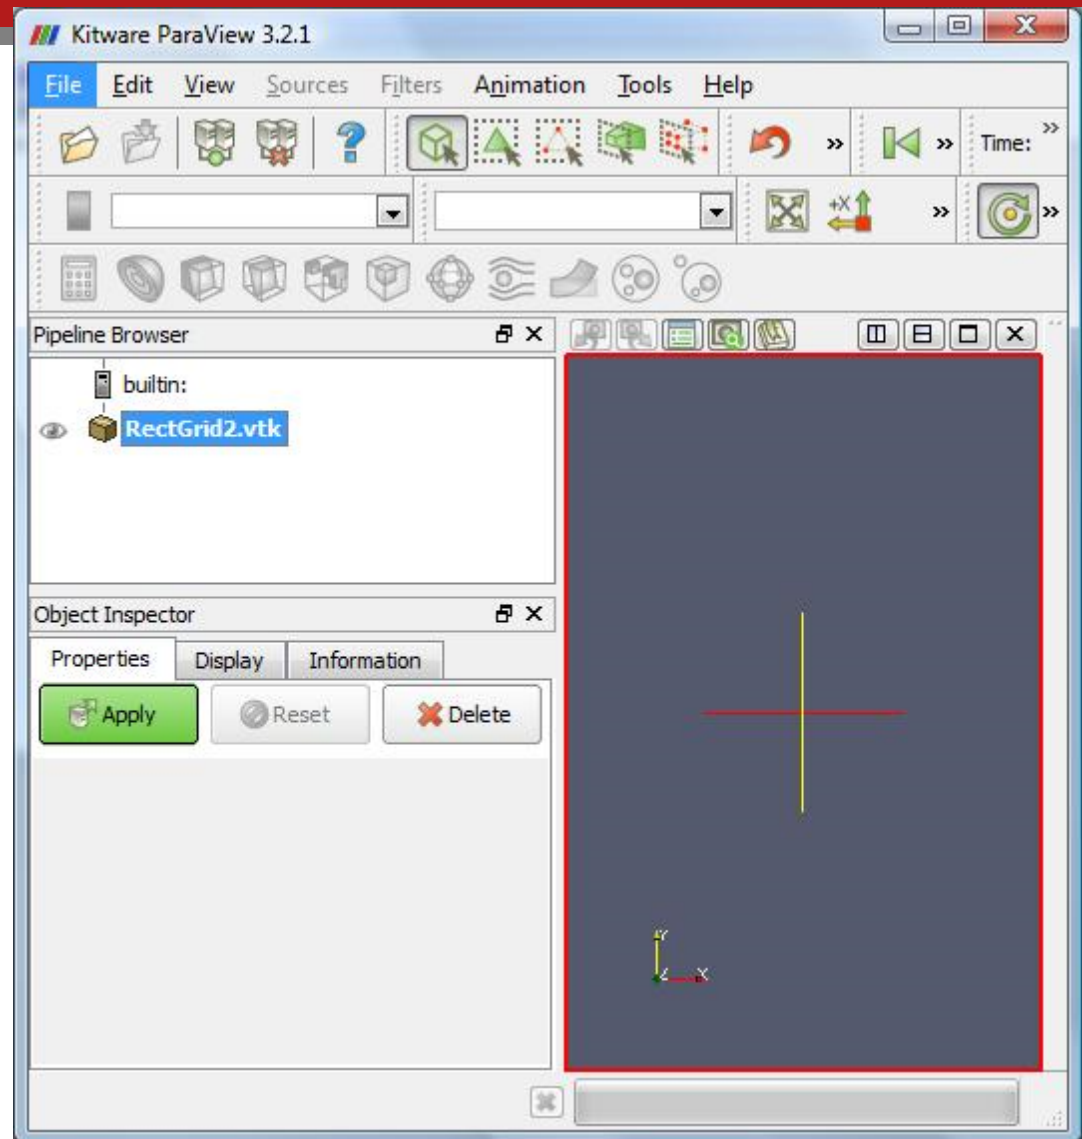 Kitware ParaView 3.2.1
File Edit View Sources Filters Animation Tools Help
Time:
+X
Pipeline Browser
builtin:
RectGrid2.vtk
Object Inspector
Properties Display Information
Apply Reset Delete
Y
Z X